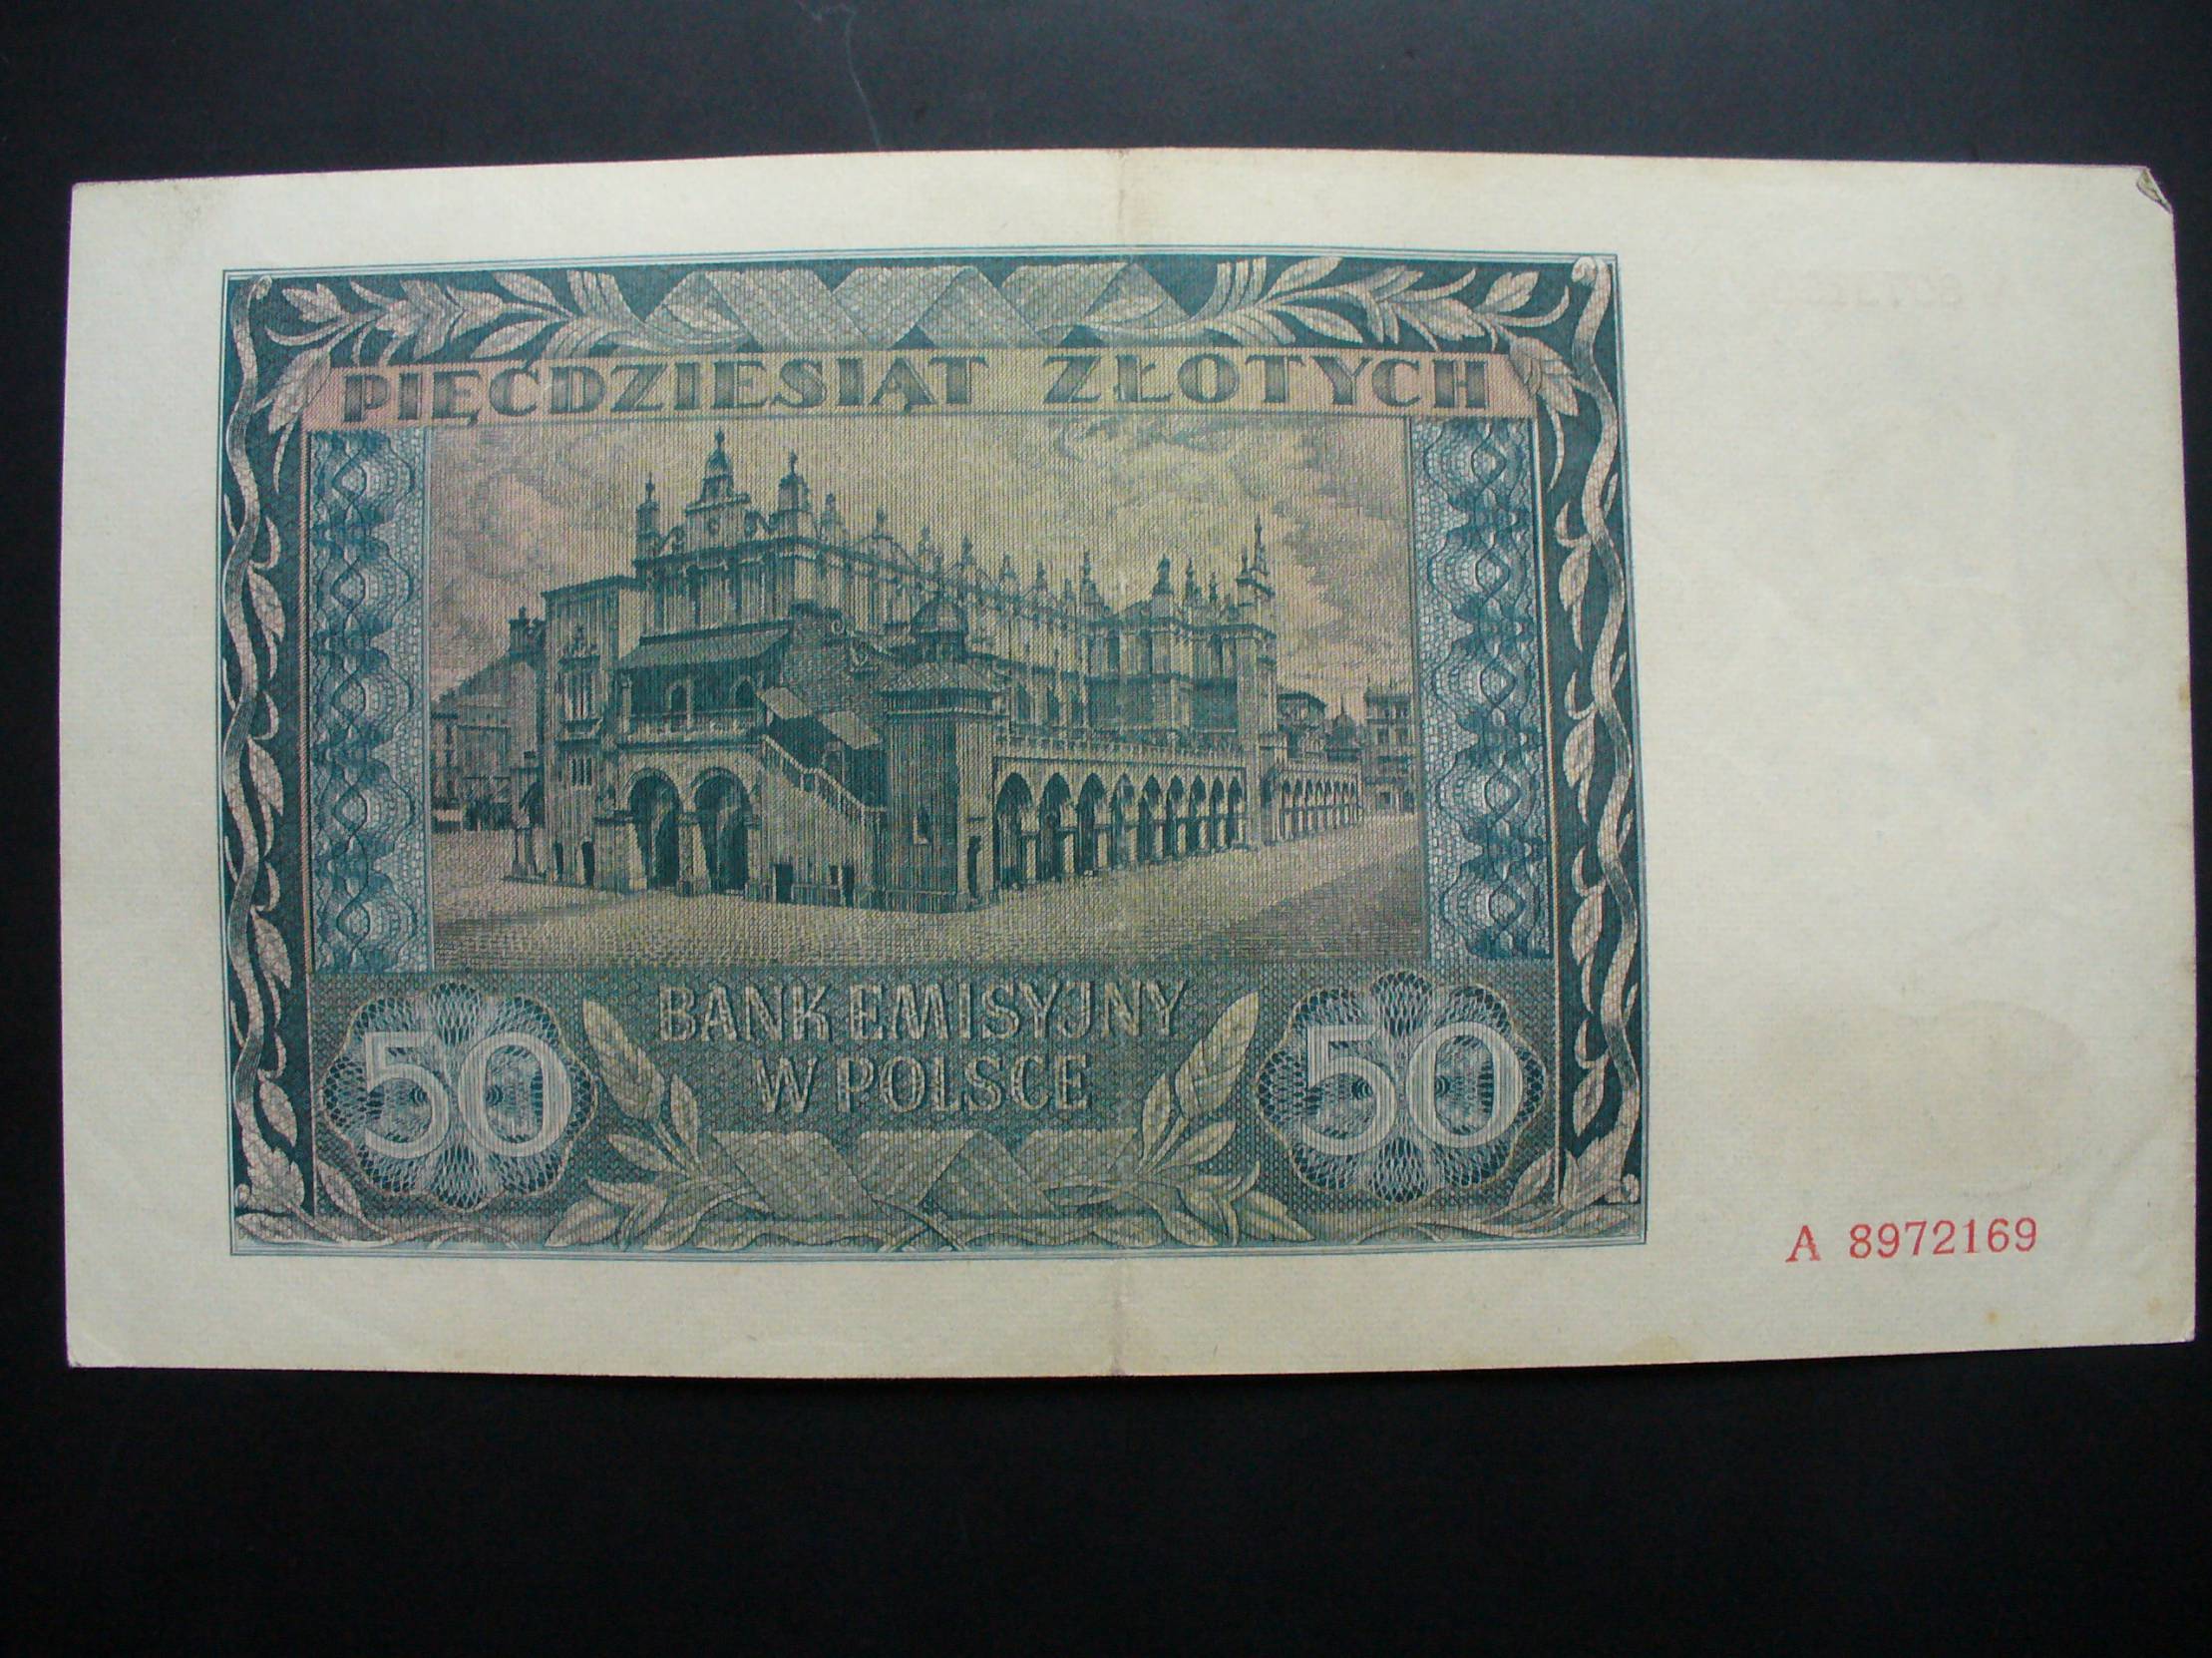 PIĘĆDZIESIĄT ZŁOTYCH
BANK EMISYJNY
W POLSCE
50
50
A 8972169